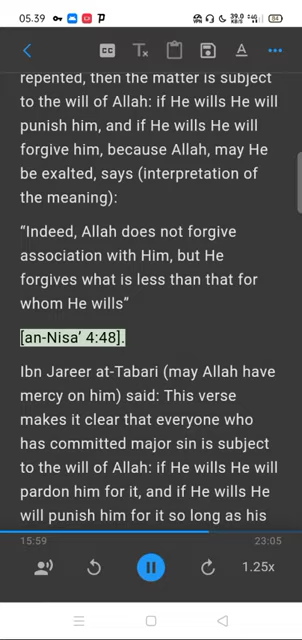 05.39
39.0
KB/S
4G
84
CC
repented, then the matter is subject
to the will of Allah: if He wills He will
punish him, and if He wills He will
forgive him, because Allah, may He
be exalted, says (interpretation of
the meaning):
“Indeed, Allah does not forgive
association with Him, but He
forgives what is less than that for
whom He wills”
[an-Nisa’ 4:48].
Ibn Jareer at-Tabari (may Allah have
mercy on him) said: This verse
makes it clear that everyone who
has committed major sin is subject
to the will of Allah: if He wills He will
pardon him for it, and if He wills He
will punish him for it so long as his
15:59
23:05
1.25x